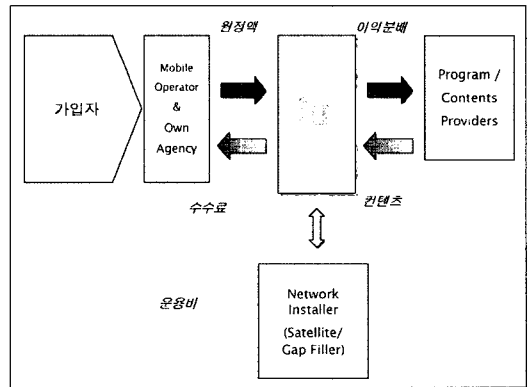 원징액
이익분배
가입자
Mobile
Operator
&
Own
Agency
Program /
Contents
Providers
수수료
컨텐츠
운용비
Network
Installer
(Satellite/
Gap Filler)